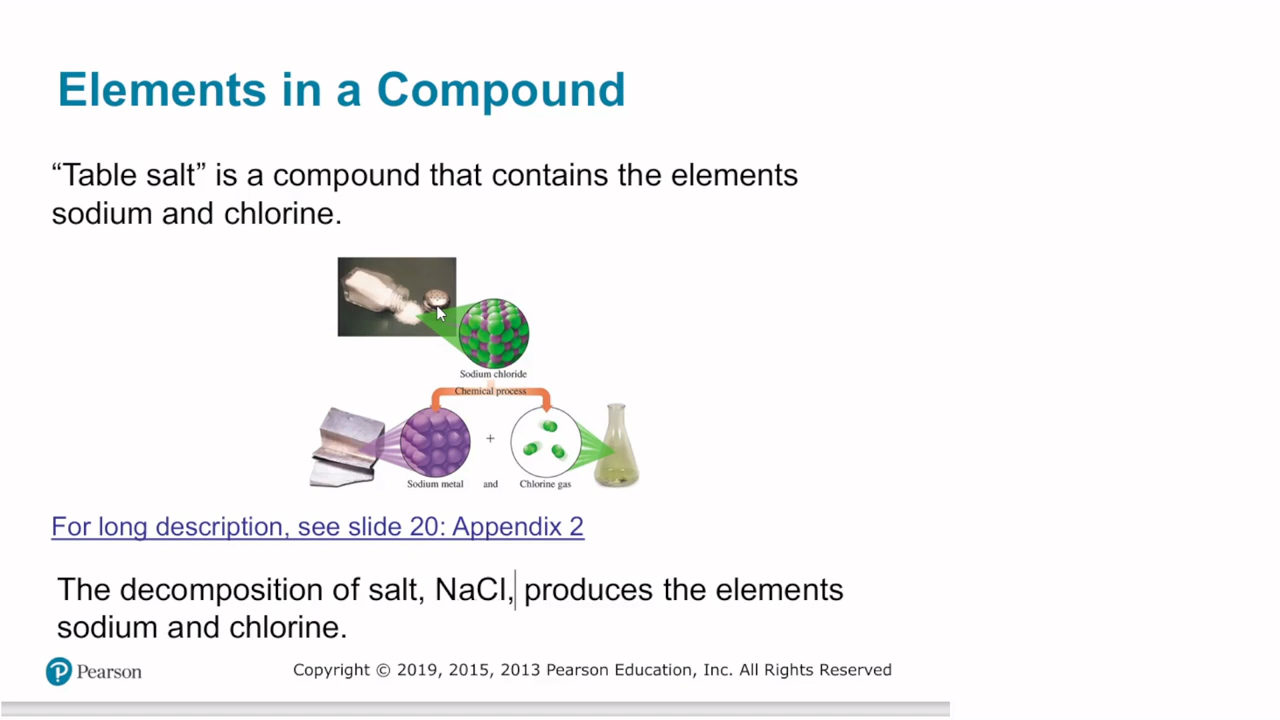 Elements in a Compound
“Table salt” is a compound that contains the elements
sodium and chlorine.
Sodium chloride
Chemical process
+
Sodium metal and Chlorine gas
For long description, see slide 20: Appendix 2
The decomposition of salt, NaCl, produces the elements
sodium and chlorine.
Pearson
Copyright © 2019, 2015, 2013 Pearson Education, Inc. All Rights Reserved